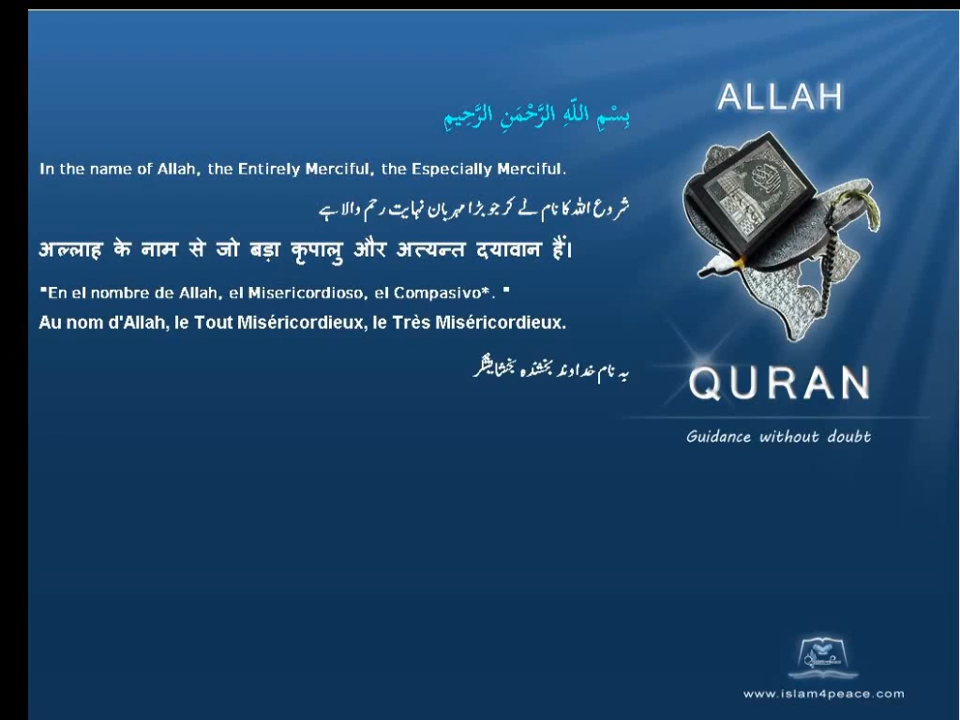 بِسْمِ اللَّهِ الرَّحْمَنِ الرَّحِيمِ
In the name of Allah, the Entirely Merciful, the Especially Merciful.
شروع الله کا نام لے کر جو بڑا مہربان نہایت رحم والا ہے
अल्लाह के नाम से जो बड़ा कृपालु और अत्यन्त दयावान हैं।
"En el nombre de Allah, el Misericordioso, el Compasivo*. "
Au nom d'Allah, le Tout Miséricordieux, le Très Miséricordieux.
به نام خداوند بخشنده بخشایشگر
ALLAH
QURAN
Guidance without doubt
www.islam4peace.com